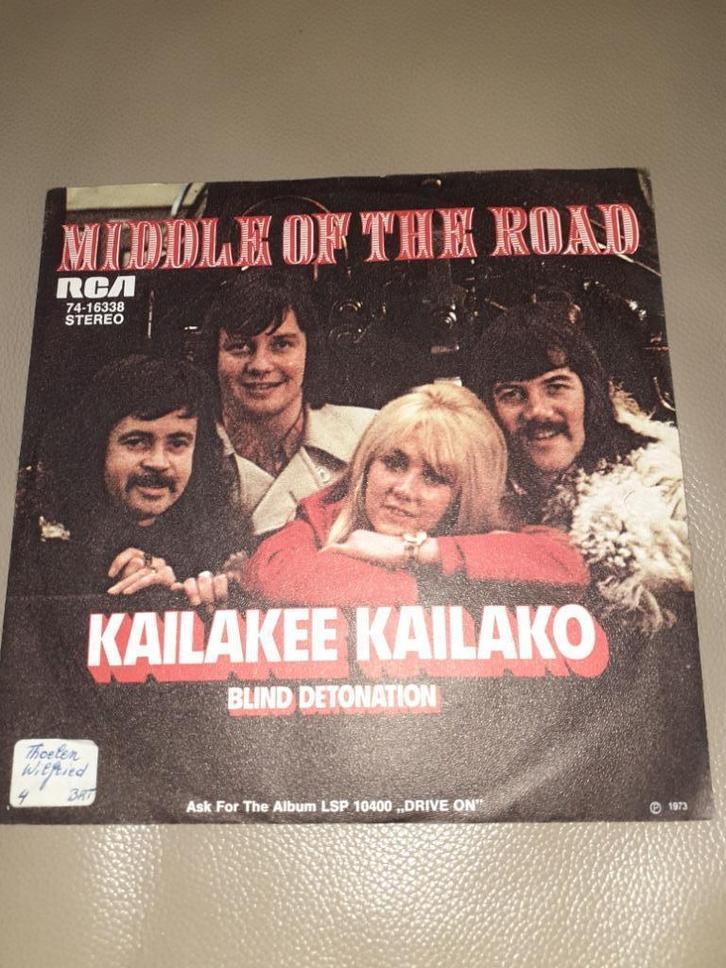 MIDDLE OF THE ROAD
RCA
74-16338
STEREO
KAILAKEE KAILAKO
BLIND DETONATION
Thoelen
Wilfried
4 BAT
Ask For The Album LSP 10400 „DRIVE ON"
℗ 1973